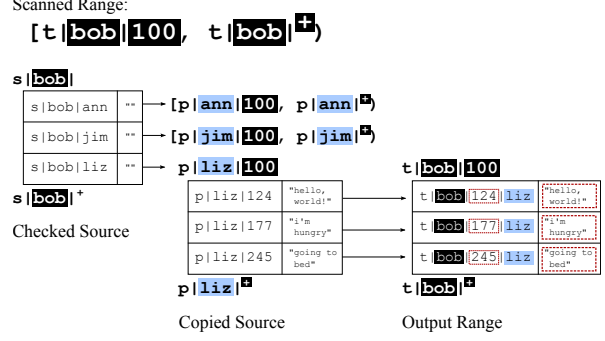 Scanned Range:
[t|bob|100, t|bob|+)
s|bob|
s|bob|ann "" [p|ann|100, p|ann|+)
s|bob|jim "" [p|jim|100, p|jim|+)
s|bob|liz "" p|liz|100 t|bob|100
s|bob|+
p|liz|124 "hello, world!" t|bob|124|liz "hello, world!"
p|liz|177 "i'm hungry" t|bob|177|liz "i'm hungry"
p|liz|245 "going to bed" t|bob|245|liz "going to bed"
Checked Source
p|liz|+ t|bob|+
Copied Source Output Range